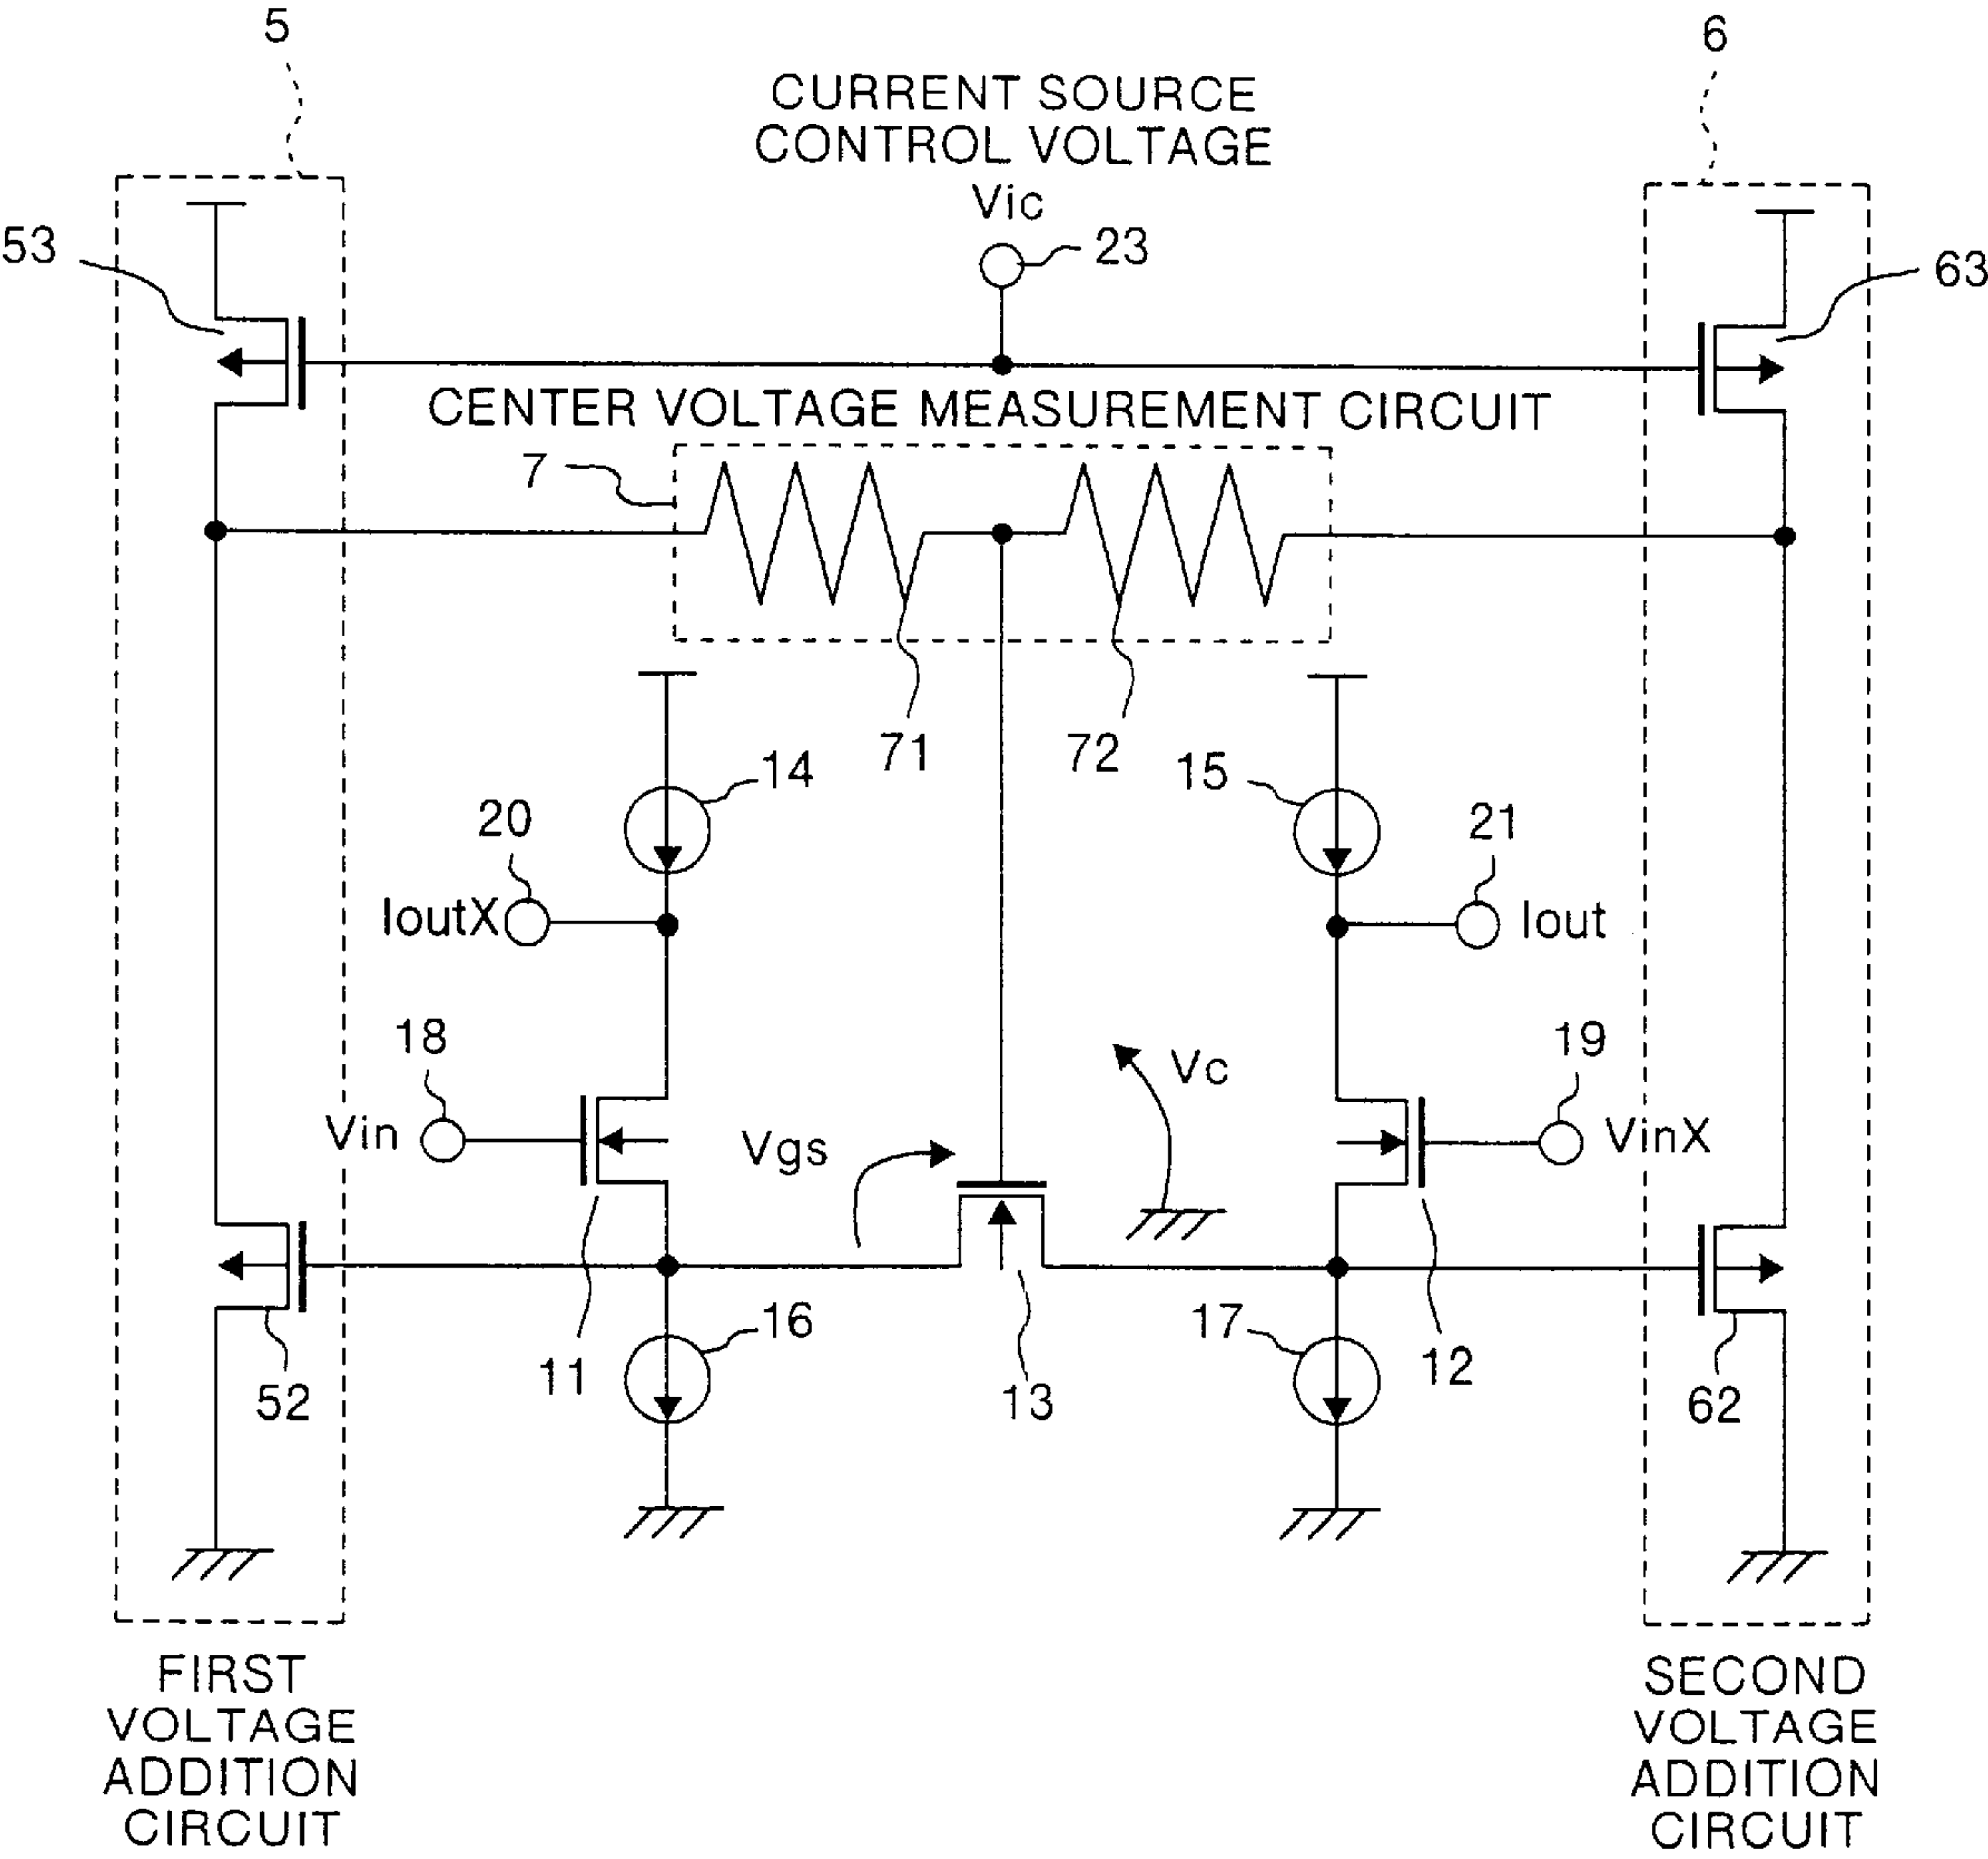 5
6
CURRENT SOURCE
CONTROL VOLTAGE
Vic
53
23
63
CENTER VOLTAGE MEASUREMENT CIRCUIT
7
71
72
14
15
20
21
IoutX
Iout
18
19
Vc
Vin
Vgs
VinX
16
17
11
13
12
52
62
FIRST
VOLTAGE
ADDITION
CIRCUIT
SECOND
VOLTAGE
ADDITION
CIRCUIT